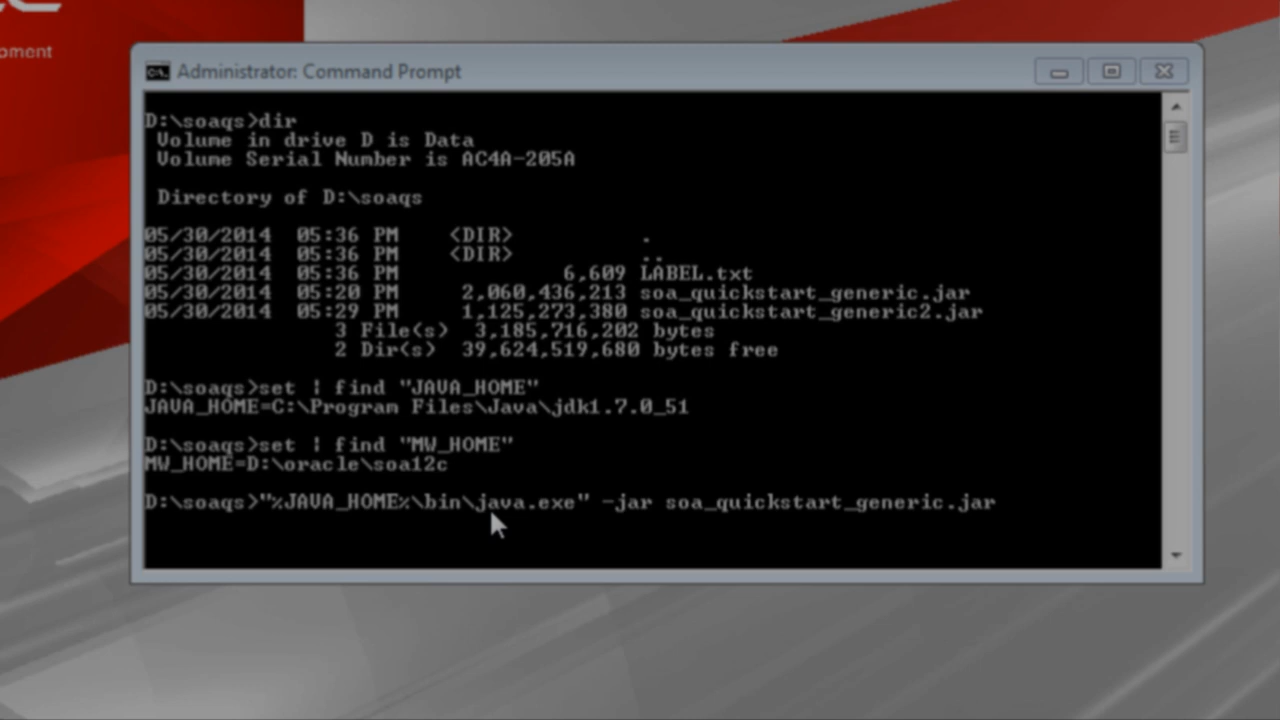 pment
Administrator: Command Prompt
D:\soaqs>dir
Volume in drive D is Data
Volume Serial Number is AC4A-205A
Directory of D:\soaqs
05/30/2014  05:36 PM    <DIR>          .
05/30/2014  05:36 PM    <DIR>          ..
05/30/2014  05:36 PM             6,609 LABEL.txt
05/30/2014  05:20 PM     2,060,436,213 soa_quickstart_generic.jar
05/30/2014  05:29 PM     1,125,273,380 soa_quickstart_generic2.jar
3 File(s)  3,185,716,202 bytes
2 Dir(s)  39,624,519,680 bytes free
D:\soaqs>set | find "JAVA_HOME"
JAVA_HOME=C:\Program Files\Java\jdk1.7.0_51
D:\soaqs>set | find "MW_HOME"
MW_HOME=D:\oracle\soa12c
D:\soaqs>"%JAVA_HOME%\bin\java.exe" -jar soa_quickstart_generic.jar